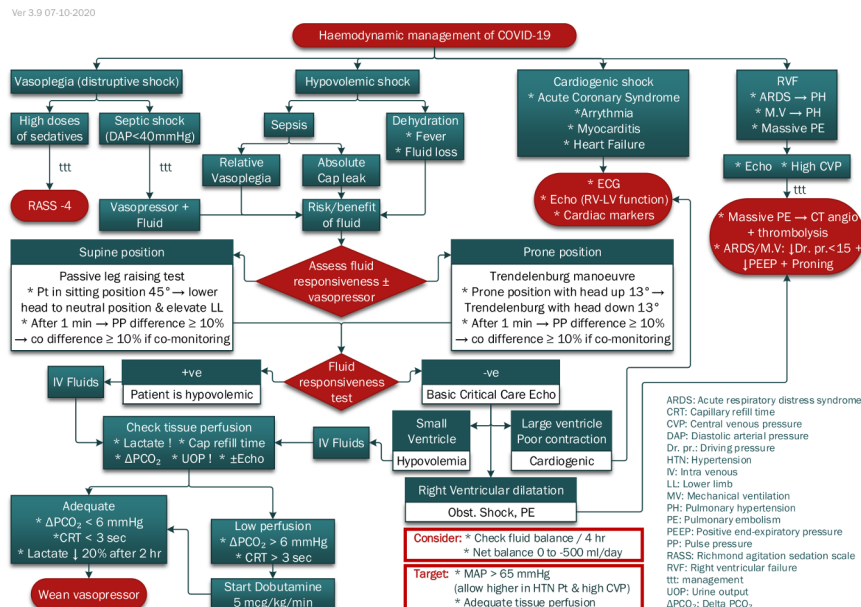 Ver 3.9 07-10-2020
Haemodynamic management of COVID-19
Vasoplegia (distruptive shock)
Hypovolemic shock
Cardiogenic shock
* Acute Coronary Syndrome
*Arrythmia
* Myocarditis
* Heart Failure
RVF
* ARDS → PH
* M.V → PH
* Massive PE
High doses
of sedatives
Septic shock
(DAP<40mmHg)
Sepsis
Dehydration
* Fever
* Fluid loss
ttt
ttt
Relative
Vasoplegia
Absolute
Cap leak
* Echo * High CVP
ttt
RASS -4
Vasopressor +
Fluid
Risk/benefit
of fluid
* ECG
* Echo (RV-LV function)
* Cardiac markers
* Massive PE → CT angio
+ thrombolysis
* ARDS/M.V: ↓Dr. pr.<15 +
↓PEEP + Proning
Supine position
Passive leg raising test
* Pt in sitting position 45° → lower
head to neutral position & elevate LL
* After 1 min → PP difference ≥ 10%
→ co difference ≥ 10% if co-monitoring
Assess fluid
responsiveness ±
vasopressor
Prone position
Trendelenburg manoeuvre
* Prone position with head up 13° →
Trendelenburg with head down 13°
* After 1 min → PP difference ≥ 10%
→ co difference ≥ 10% if co-monitoring
IV Fluids
+ve
Patient is hypovolemic
Fluid
responsiveness
test
-ve
Basic Critical Care Echo
Check tissue perfusion
* Lactate ! * Cap refill time
* ΔPCO₂ * UOP ! * ±Echo
IV Fluids
Small
Ventricle
Hypovolemia
Large ventricle
Poor contraction
Cardiogenic
Right Ventricular dilatation
Obst. Shock, PE
Adequate
* ΔPCO₂ < 6 mmHg
*CRT < 3 sec
* Lactate ↓ 20% after 2 hr
Low perfusion
* ΔPCO₂ > 6 mmHg
* CRT > 3 sec
Wean vasopressor
Start Dobutamine
5 mcg/kg/min
Consider: * Check fluid balance / 4 hr
* Net balance 0 to -500 ml/day
Target: * MAP > 65 mmHg
(allow higher in HTN Pt & high CVP)
* Adequate tissue perfusion
ARDS: Acute respiratory distress syndrome
CRT: Capillary refill time
CVP: Central venous pressure
DAP: Diastolic arterial pressure
Dr. pr.: Driving pressure
HTN: Hypertension
IV: Intra venous
LL: Lower limb
MV: Mechanical ventilation
PH: Pulmonary hypertension
PE: Pulmonary embolism
PEEP: Positive end-expiratory pressure
PP: Pulse pressure
RASS: Richmond agitation sedation scale
RVF: Right ventricular failure
ttt: management
UOP: Urine output
ΔPCO₂: Delta PCO₂